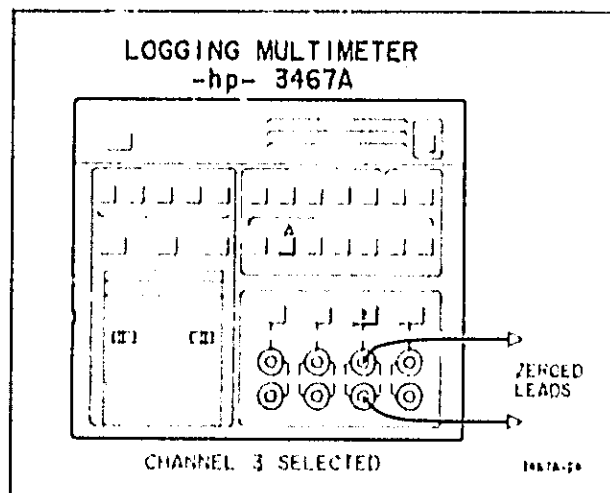 LOGGING MULTIMETER
-hp- 3467A
ZEROED
LEADS
CHANNEL 3 SELECTED